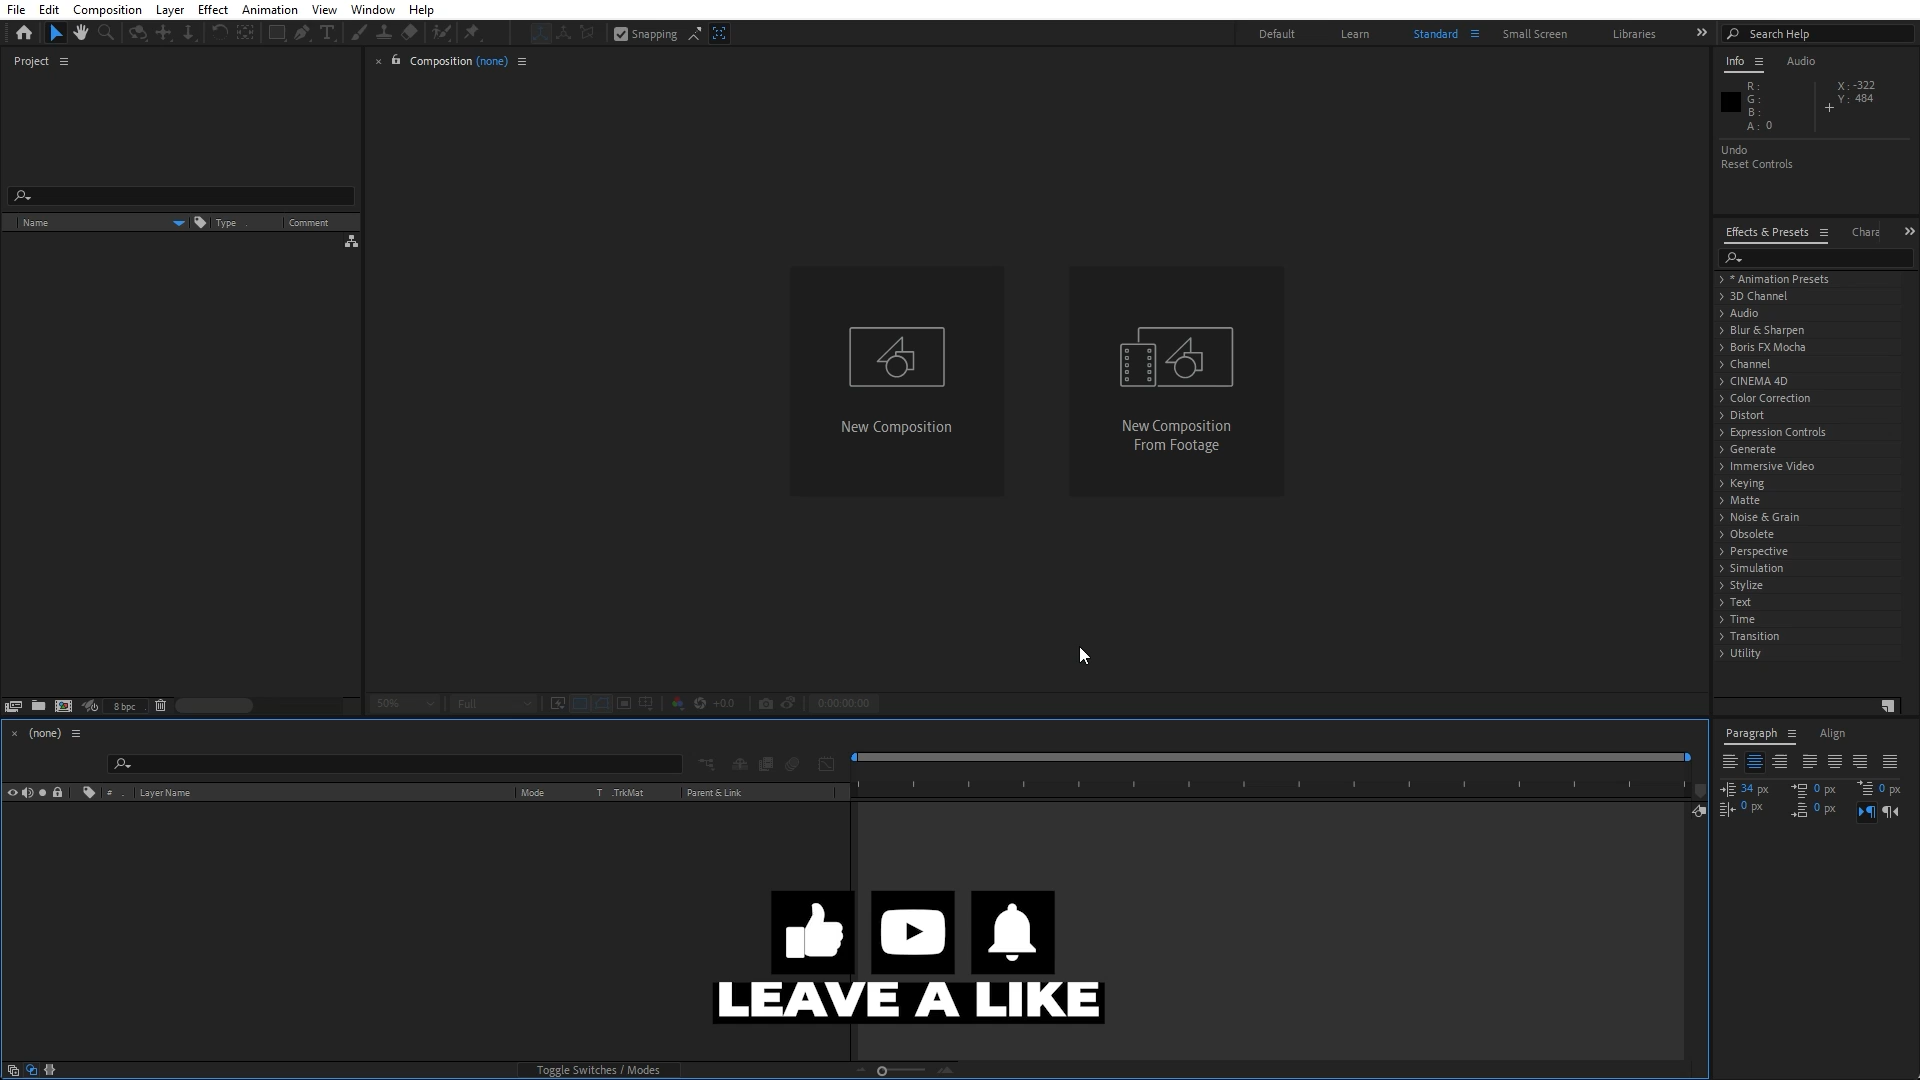 File Edit Composition Layer Effect Animation View Window Help
Snapping
Default Learn Standard Small Screen Libraries
Search Help
Project
Composition (none)
Info Audio
R :
G :
B :
A : 0
X : -322
Y : 484
Undo
Reset Controls
Name Type Comment
Effects & Presets Chara
* Animation Presets
3D Channel
Audio
Blur & Sharpen
Boris FX Mocha
Channel
CINEMA 4D
Color Correction
Distort
Expression Controls
Generate
Immersive Video
Keying
Matte
Noise & Grain
Obsolete
Perspective
Simulation
Stylize
Text
Time
Transition
Utility
New Composition
New Composition
From Footage
8 bpc
50% Full +0.0 0:00:00:00
(none)
# Layer Name Mode T .TrkMat Parent & Link
Paragraph Align
34 px 0 px 0 px
0 px 0 px
LEAVE A LIKE
Toggle Switches / Modes